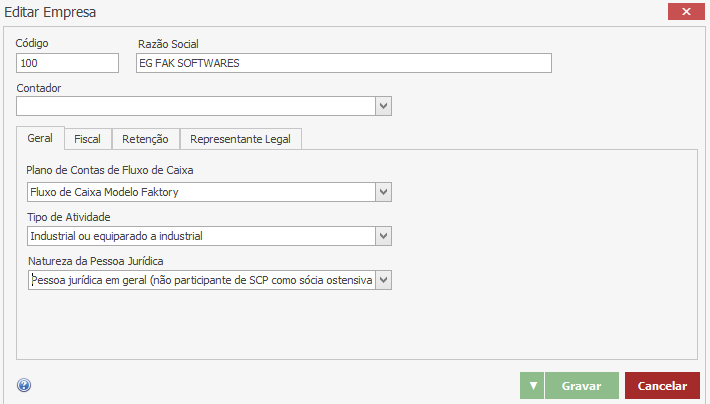 Editar Empresa
Código
Razão Social
100
EG FAK SOFTWARES
Contador
Geral
Fiscal
Retenção
Representante Legal
Plano de Contas de Fluxo de Caixa
Fluxo de Caixa Modelo Faktory
Tipo de Atividade
Industrial ou equiparado a industrial
Natureza da Pessoa Jurídica
Pessoa jurídica em geral (não participante de SCP como sócia ostensiva
Gravar
Cancelar